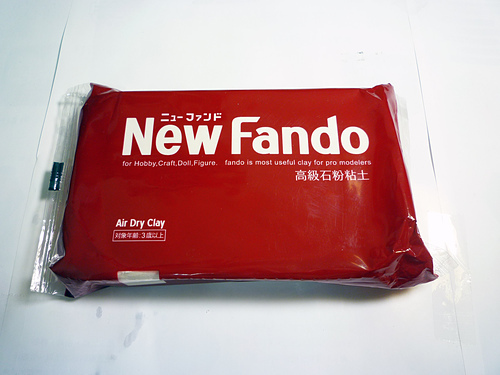 ニューファンド
New Fando
for Hobby,Craft,Doll,Figure. fando is most useful clay for pro modelers
高級石粉粘土
Air Dry Clay
対象年齢:3歳以上